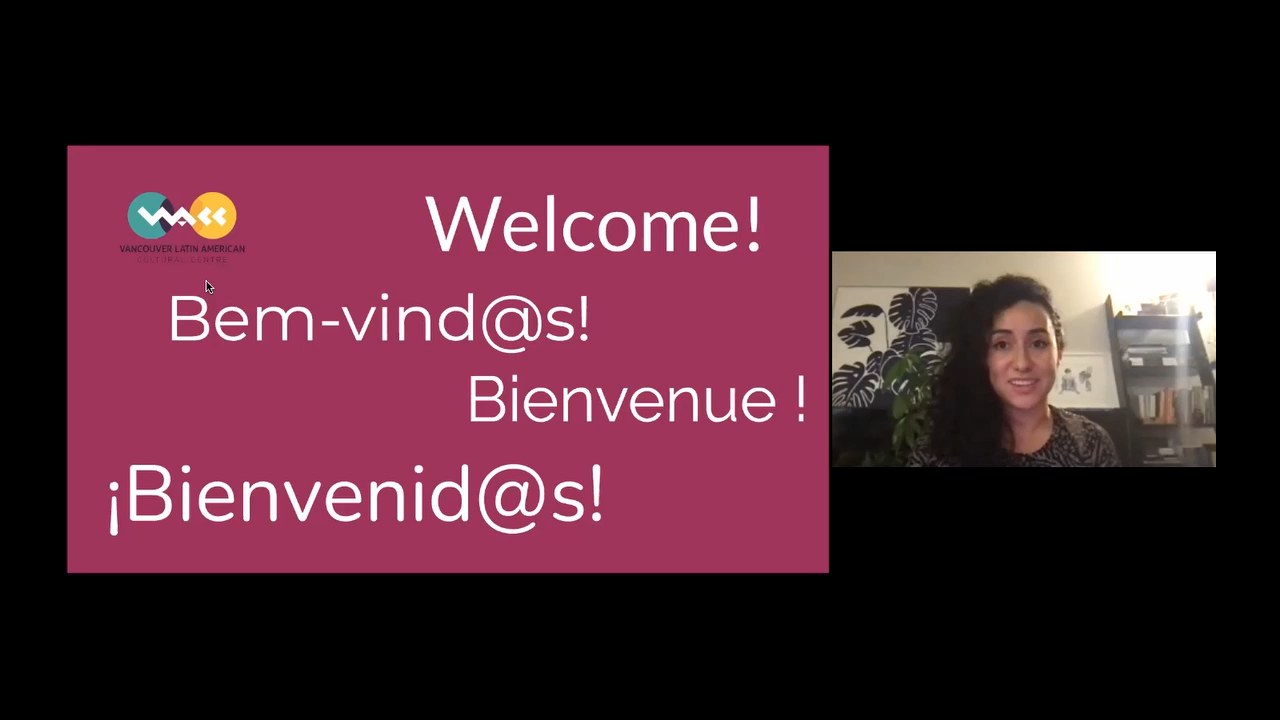 VANCOUVER LATIN AMERICAN
CULTURAL CENTRE
Welcome!
Bem-vind@s!
Bienvenue !
¡Bienvenid@s!